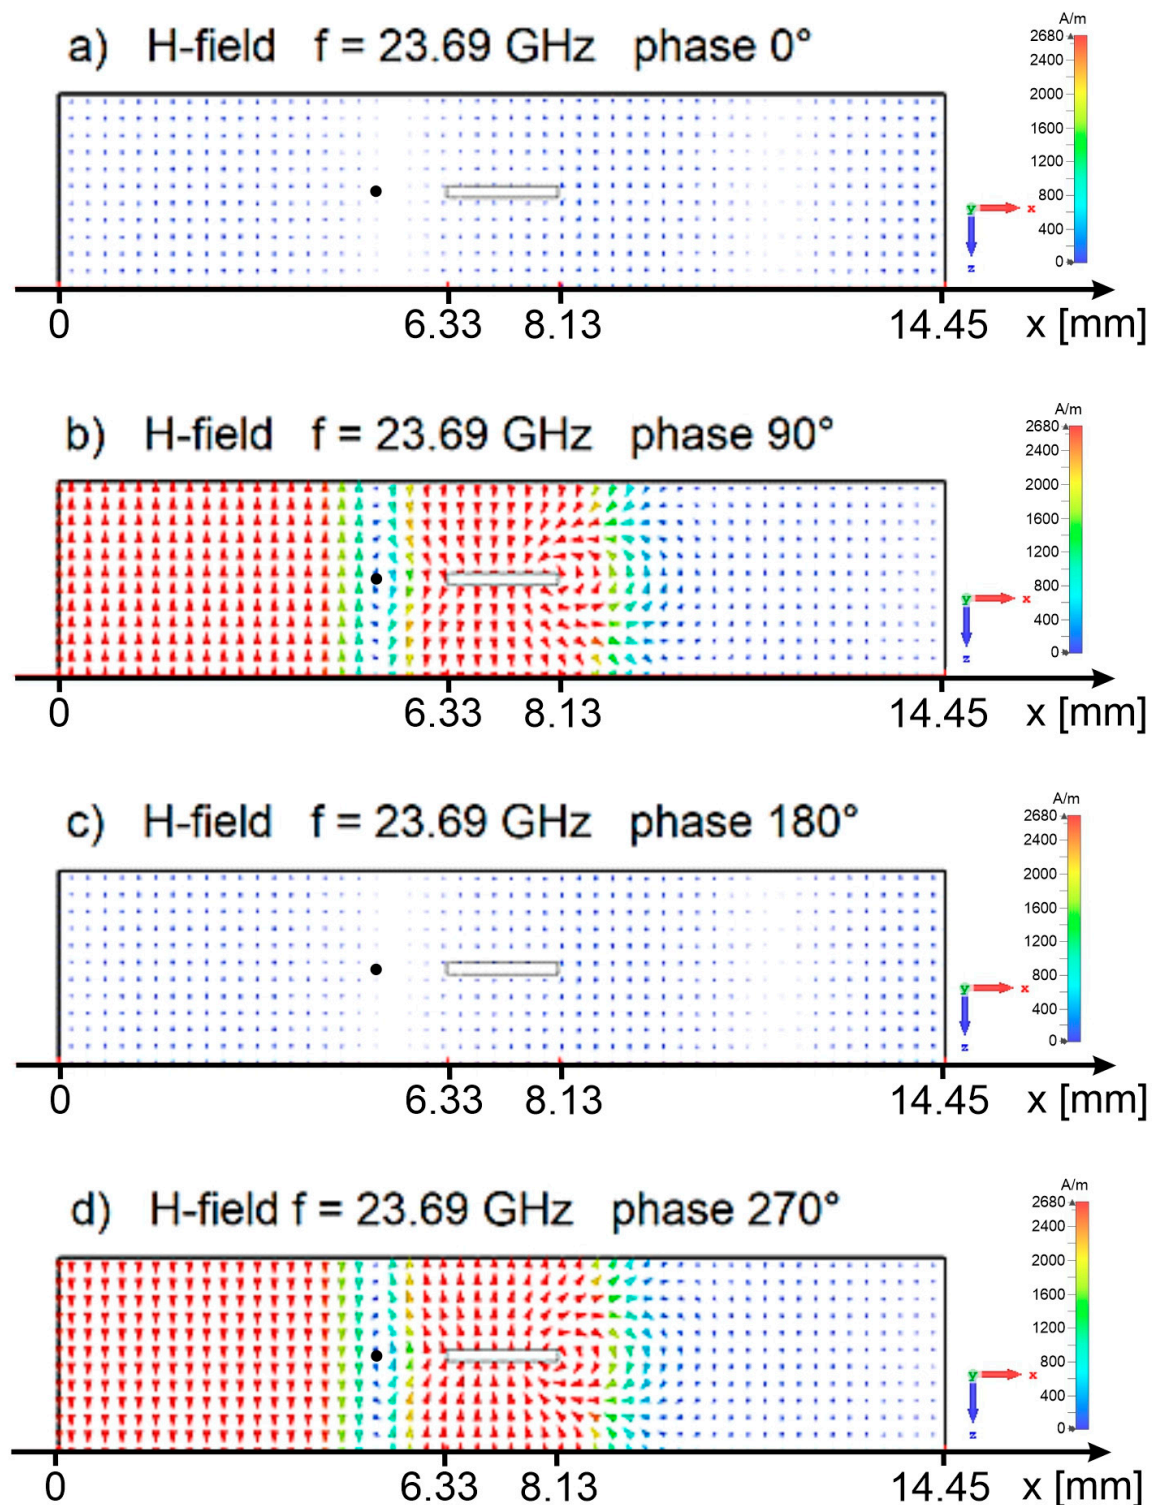 a) H-field f = 23.69 GHz phase 0°
A/m
2680
2400
2000
1600
1200
800
400
0
y x
z
0 6.33 8.13 14.45 x [mm]
b) H-field f = 23.69 GHz phase 90°
A/m
2680
2400
2000
1600
1200
800
400
0
y x
z
0 6.33 8.13 14.45 x [mm]
c) H-field f = 23.69 GHz phase 180°
A/m
2680
2400
2000
1600
1200
800
400
0
y x
z
0 6.33 8.13 14.45 x [mm]
d) H-field f = 23.69 GHz phase 270°
A/m
2680
2400
2000
1600
1200
800
400
0
y x
z
0 6.33 8.13 14.45 x [mm]